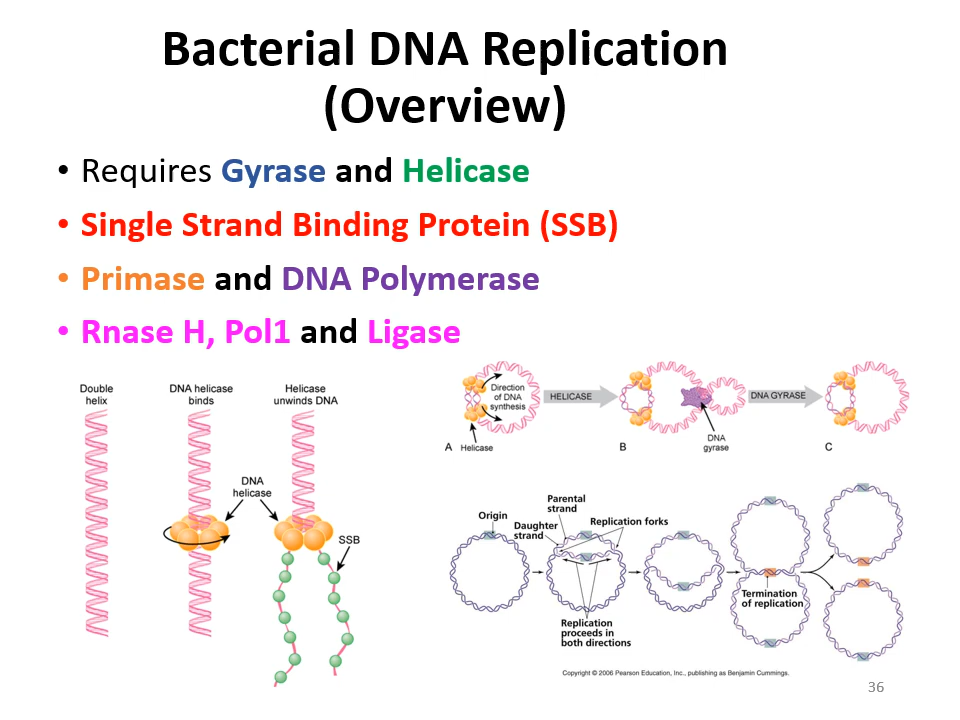 Bacterial DNA Replication
(Overview)
• Requires Gyrase and Helicase
• Single Strand Binding Protein (SSB)
• Primase and DNA Polymerase
• Rnase H, Pol1 and Ligase
Double
helix
DNA helicase
binds
Helicase
unwinds DNA
DNA
helicase
SSB
Direction
of DNA
synthesis
HELICASE
DNA GYRASE
A
Helicase
B
DNA
gyrase
C
Origin
Parental
strand
Daughter
strand
Replication forks
Replication
proceeds in
both directions
Termination
of replication
Copyright © 2006 Pearson Education, Inc., publishing as Benjamin Cummings.
36